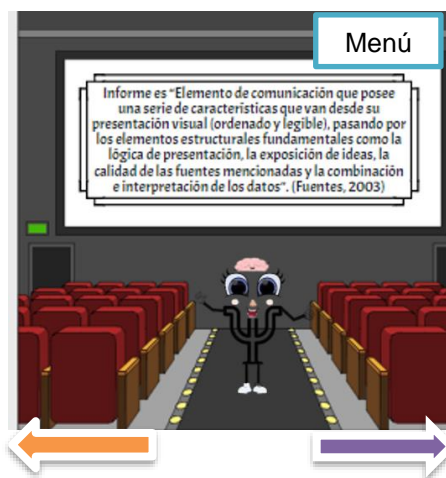 Menú
Informe es "Elemento de comunicación que posee
una serie de características que van desde su
presentación visual (ordenado y legible), pasando por
los elementos estructurales fundamentales como la
lógica de presentación, la exposición de ideas, la
calidad de las fuentes mencionadas y la combinación
e interpretación de los datos". (Fuentes, 2003)